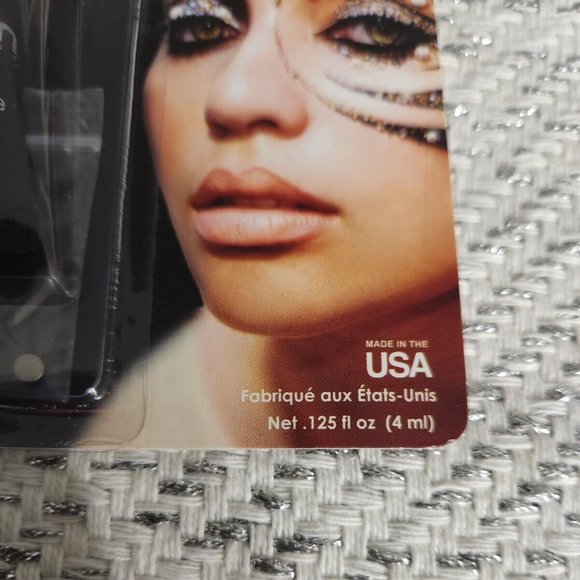 MADE IN THE
USA
Fabriqué aux États-Unis
Net .125 fl oz (4 ml)